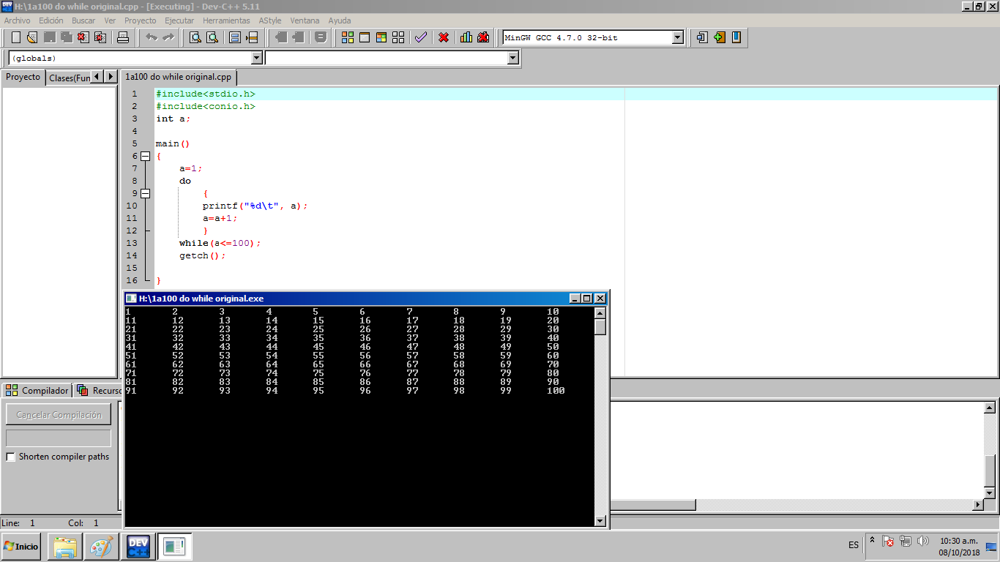 H:\1a100 do while original.cpp - [Executing] - Dev-C++ 5.11
Archivo Edición Buscar Ver Proyecto Ejecutar Herramientas AStyle Ventana Ayuda
MinGW GCC 4.7.0 32-bit
(globals)
Proyecto Clases(Fun
1a100 do while original.cpp
1 #include<stdio.h>
2 #include<conio.h>
3 int a;
4
5 main()
6 {
7 a=1;
8 do
9 {
10 printf("%d\t", a);
11 a=a+1;
12 }
13 while(a<=100);
14 getch();
15
16 }
H:\1a100 do while original.exe
1 2 3 4 5 6 7 8 9 10
11 12 13 14 15 16 17 18 19 20
21 22 23 24 25 26 27 28 29 30
31 32 33 34 35 36 37 38 39 40
41 42 43 44 45 46 47 48 49 50
51 52 53 54 55 56 57 58 59 60
61 62 63 64 65 66 67 68 69 70
71 72 73 74 75 76 77 78 79 80
81 82 83 84 85 86 87 88 89 90
91 92 93 94 95 96 97 98 99 100
Compilador Recurso
Cancelar Compilación
Shorten compiler paths
Line: 1 Col: 1
Inicio
DEV C++
ES
10:30 a.m.
08/10/2018